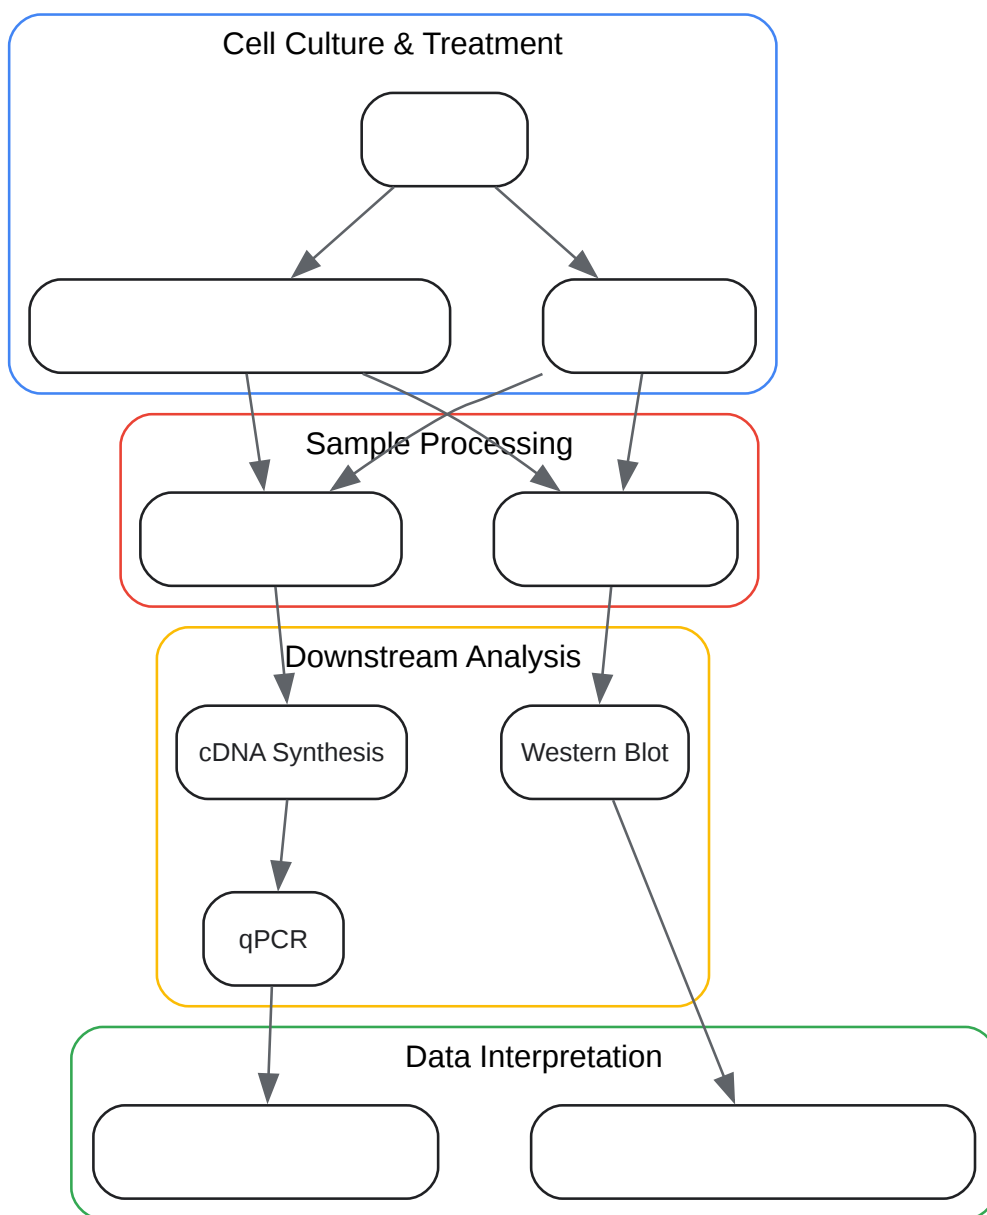 Cell Culture & Treatment
Sample Processing
Downstream Analysis
cDNA Synthesis
Western Blot
qPCR
Data Interpretation